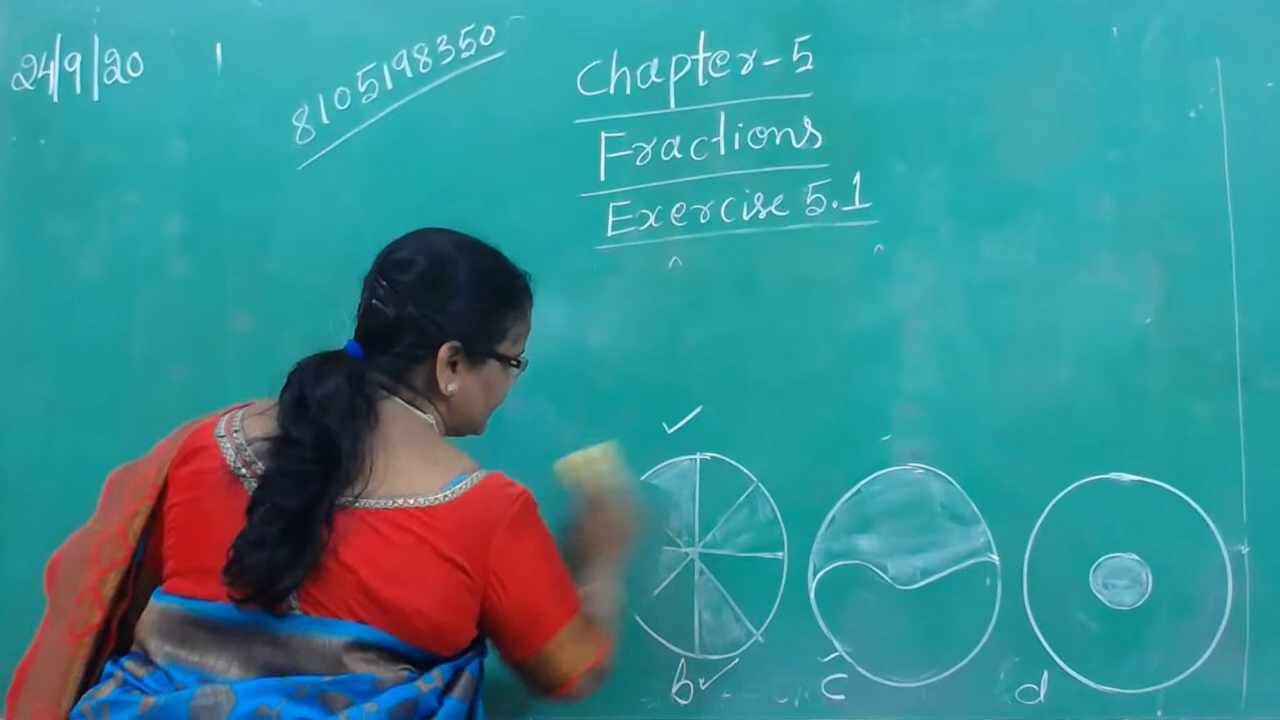 24/9/20
8105198350
Chapter-5
Fractions
Exercise 5.1
b
c
d